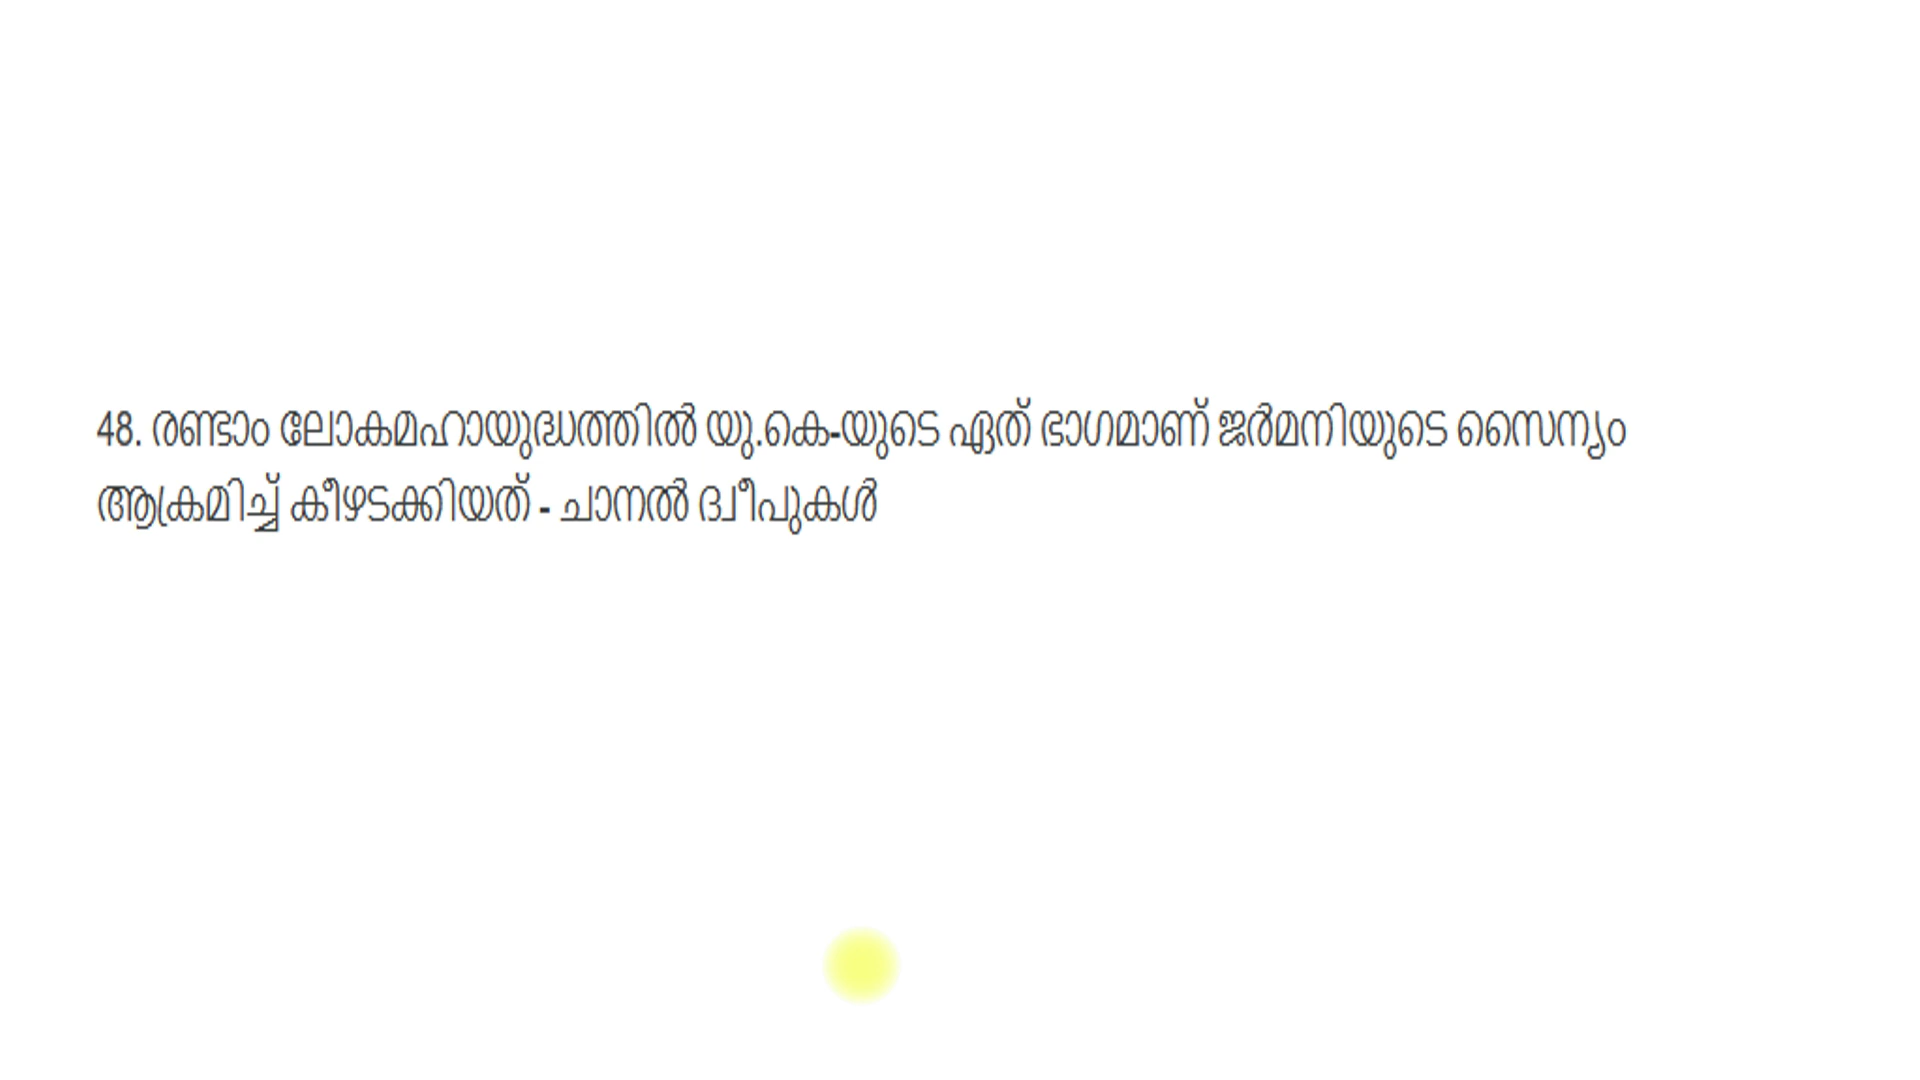 48. രണ്ടാം ലോകമഹായുദ്ധത്തിൽ യു.കെ-യുടെ ഏത് ഭാഗമാണ് ജർമനിയുടെ സൈന്യം
ആക്രമിച്ച് കീഴടക്കിയത് - ചാനൽ ദ്വീപുകൾ